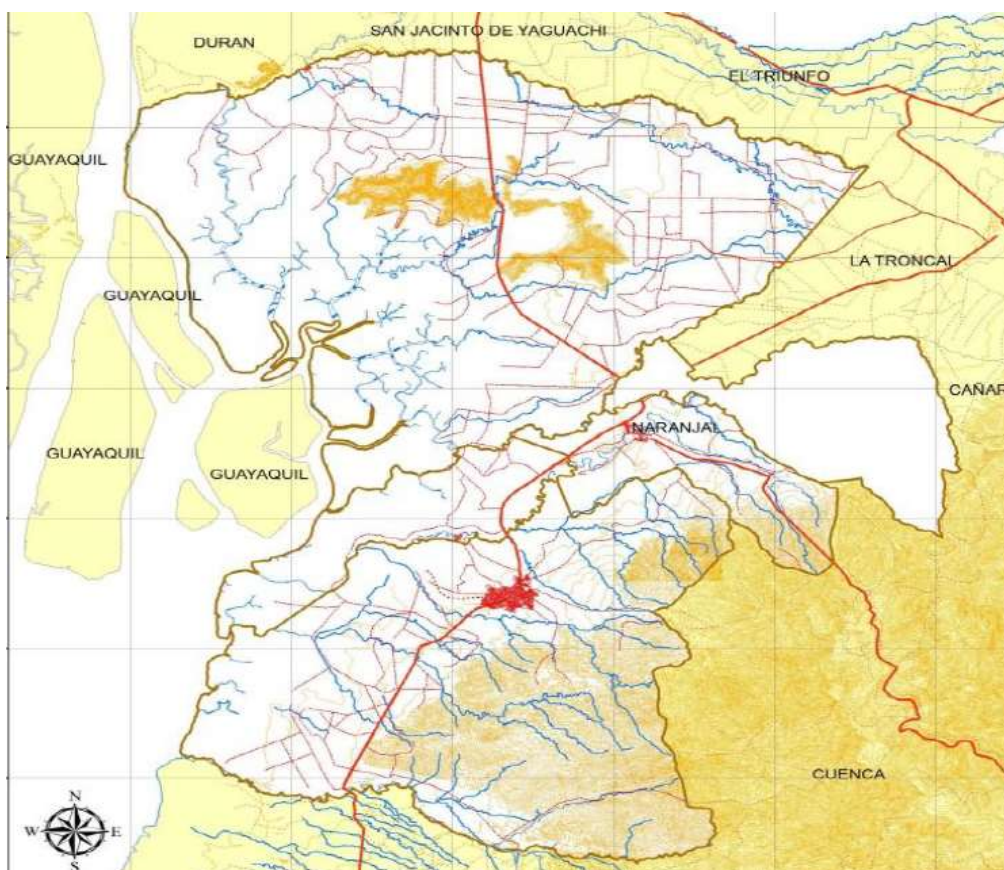 SAN JACINTO DE YAGUACHI
DURAN
EL TRIUNFO
GUAYAQUIL
LA TRONCAL
GUAYAQUIL
CAÑAR
NARANJAL
GUAYAQUIL
GUAYAQUIL
CUENCA
N
W
E
S